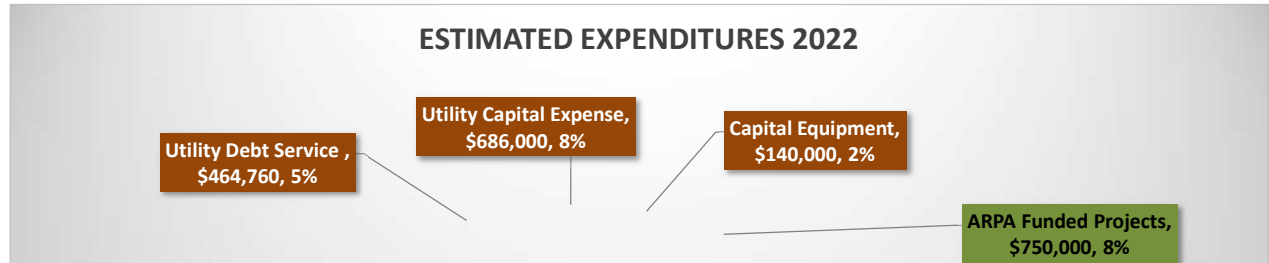 ESTIMATED EXPENDITURES 2022
Utility Capital Expense,
$686,000, 8%
Capital Equipment,
$140,000, 2%
Utility Debt Service ,
$464,760, 5%
ARPA Funded Projects,
$750,000, 8%